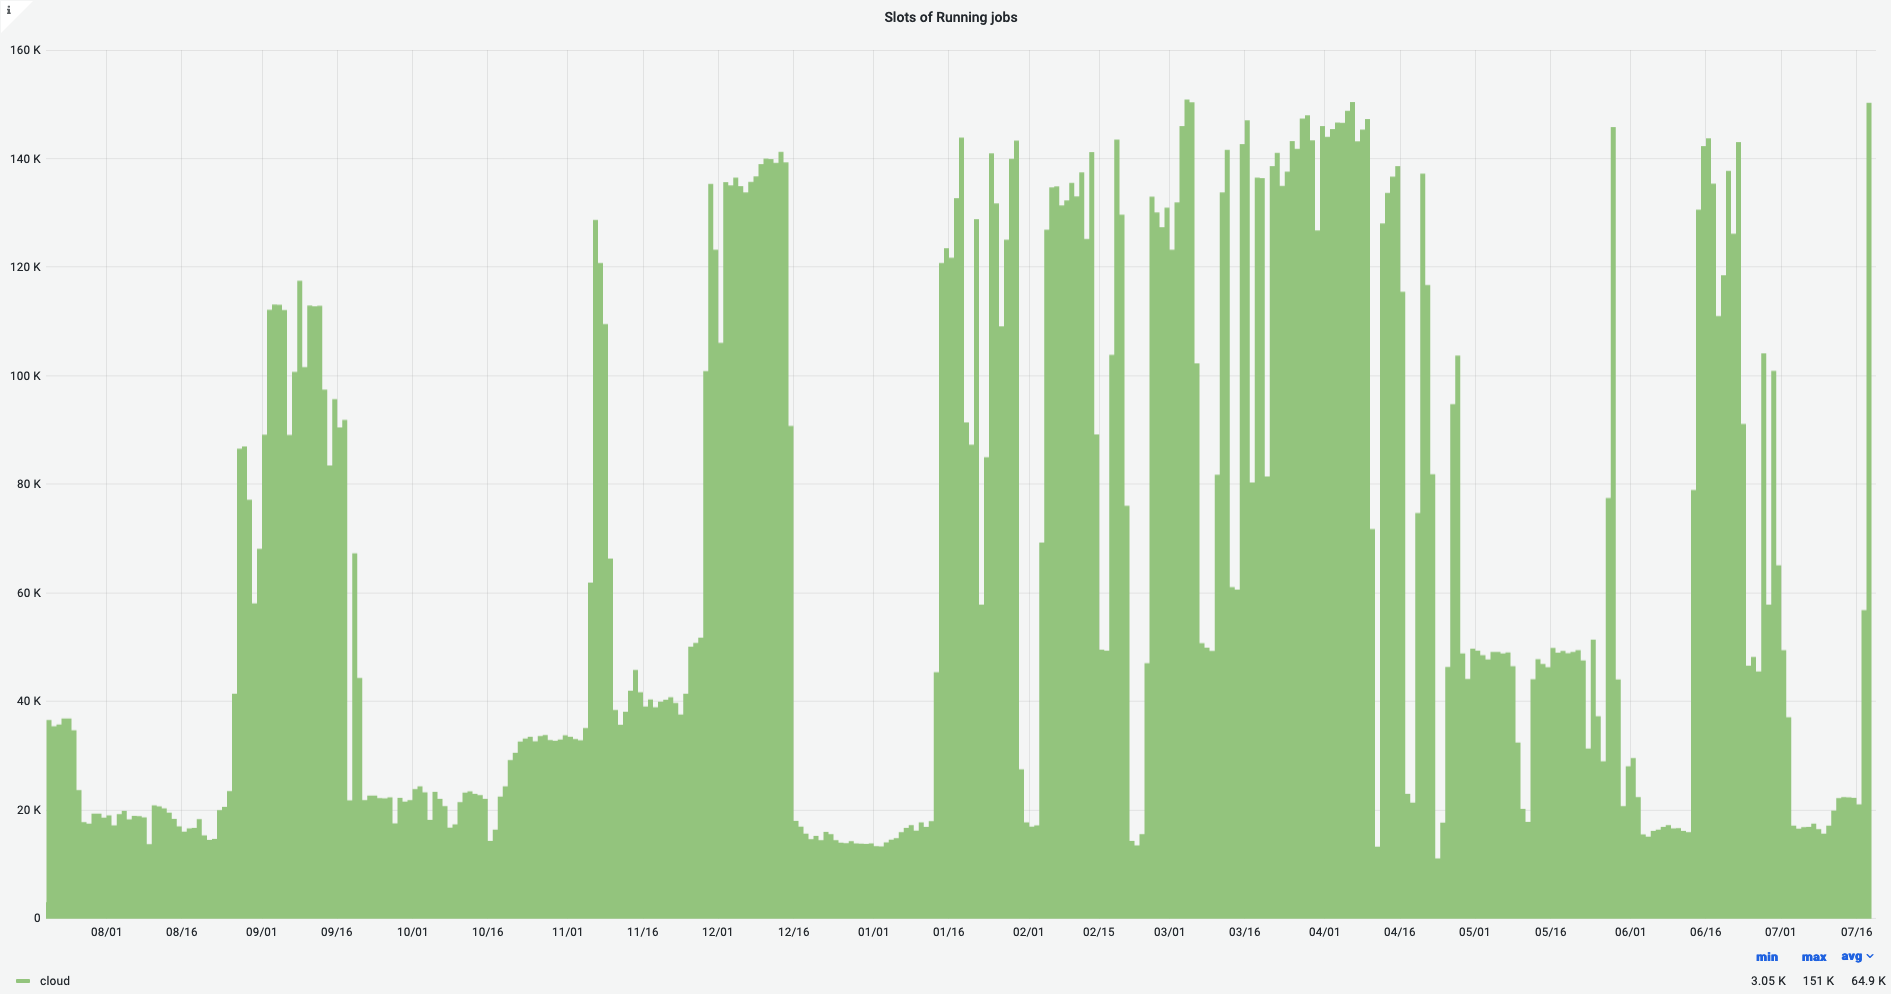 i
Slots of Running jobs
160 K
140 K
120 K
100 K
80 K
60 K
40 K
20 K
0
08/01 08/16 09/01 09/16 10/01 10/16 11/01 11/16 12/01 12/16 01/01 01/16 02/01 02/15 03/01 03/16 04/01 04/16 05/01 05/16 06/01 06/16 07/01 07/16
min max avg
cloud 3.05 K 151 K 64.9 K